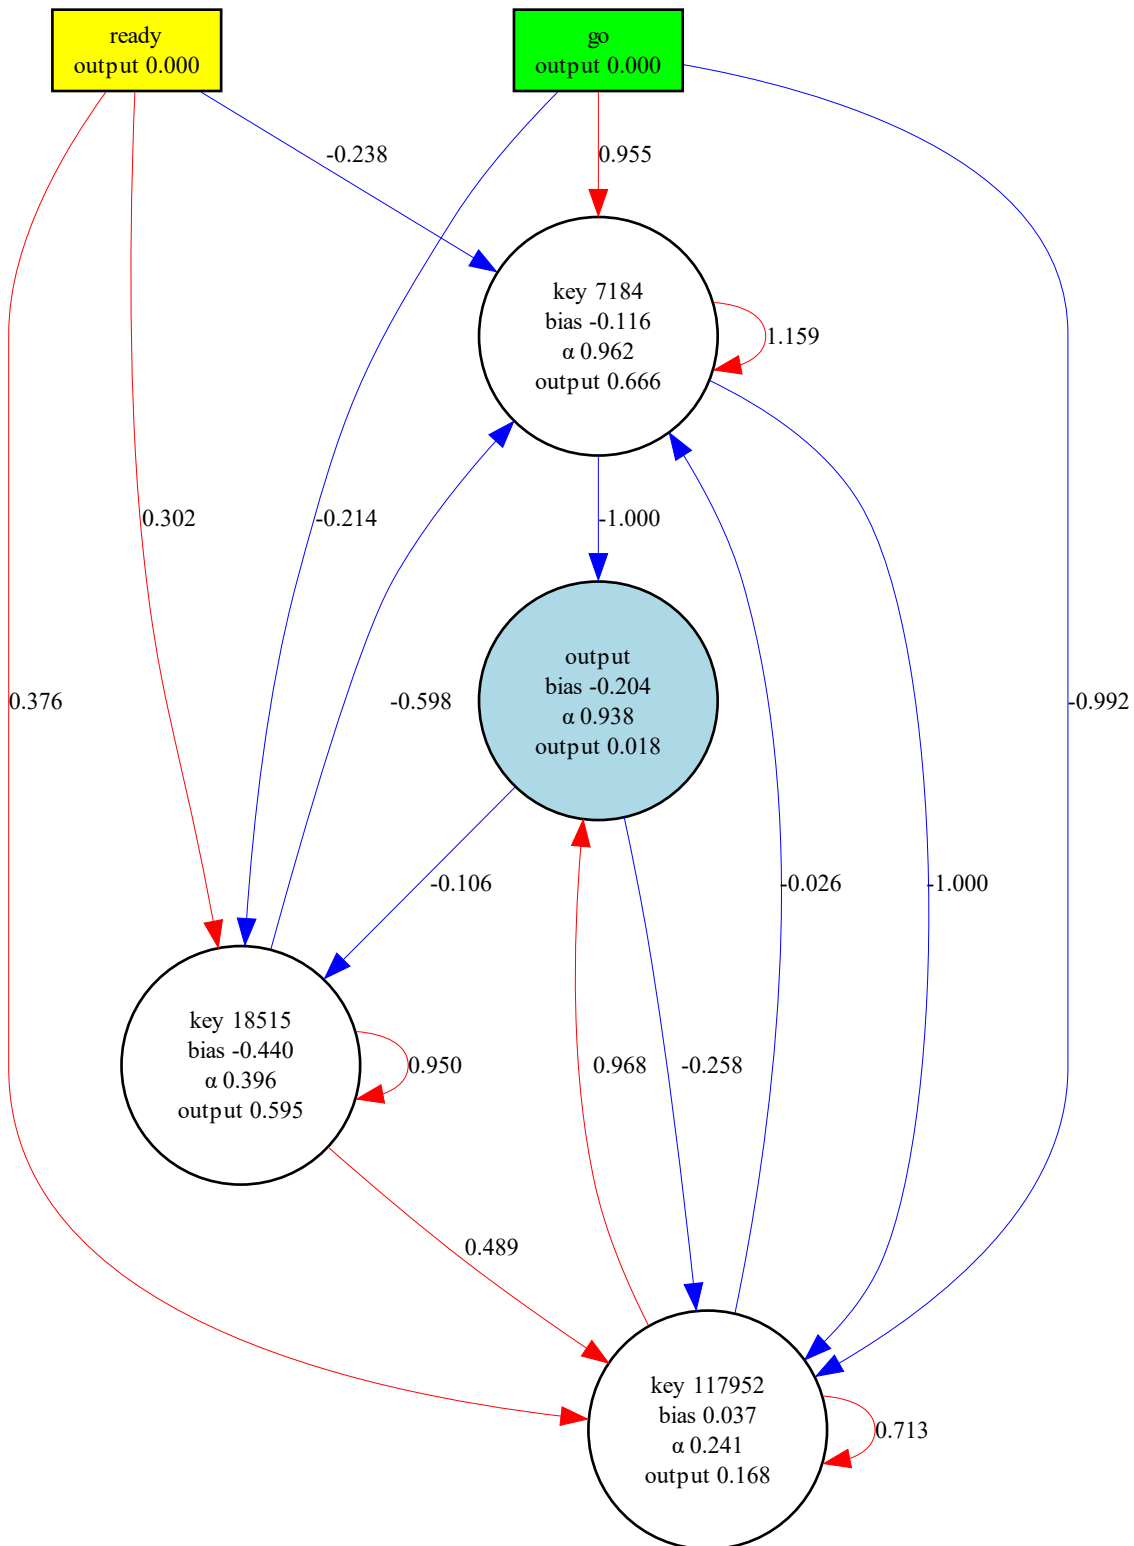 ready
output 0.000
go
output 0.000
-0.238
0.955
key 7184
bias -0.116
α 0.962
output 0.666
1.159
0.302
-0.214
-1.000
output
bias -0.204
α 0.938
output 0.018
0.376
-0.598
-0.992
-0.106
-0.026
-1.000
key 18515
bias -0.440
α 0.396
output 0.595
0.950
0.968
-0.258
0.489
key 117952
bias 0.037
α 0.241
output 0.168
0.713